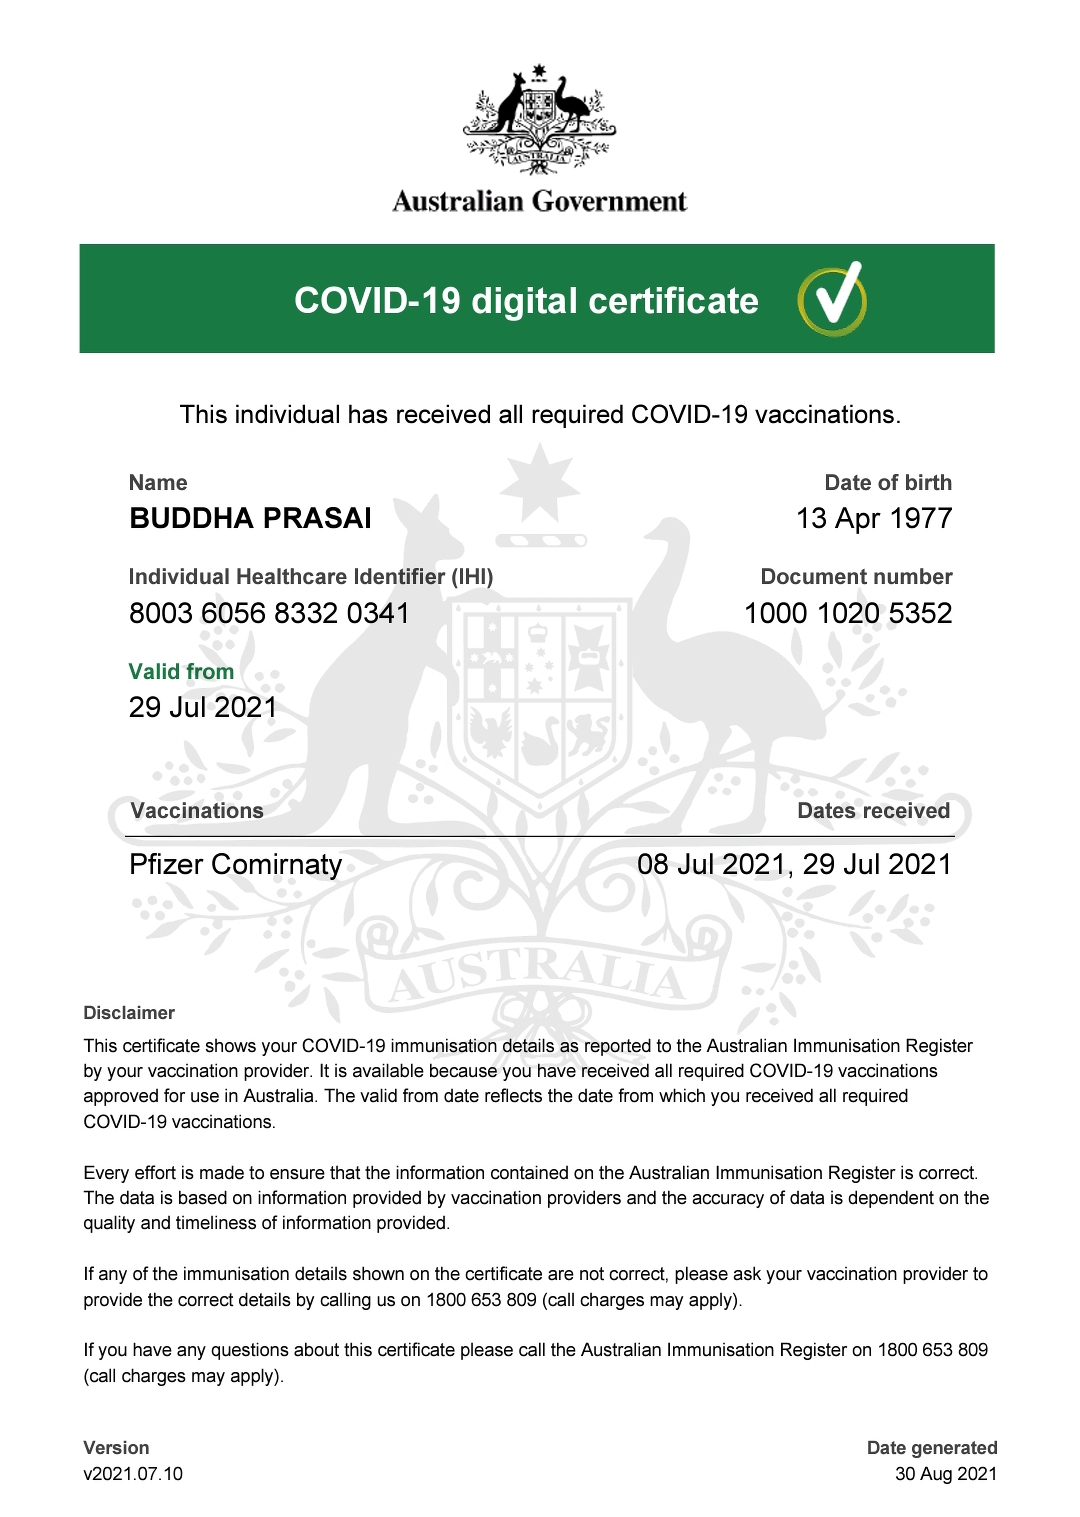 AUSTRALIA
Australian Government
COVID-19 digital certificate
This individual has received all required COVID-19 vaccinations.
Name
Date of birth
BUDDHA PRASAI
13 Apr 1977
Individual Healthcare Identifier (IHI)
Document number
8003 6056 8332 0341
1000 1020 5352
Valid from
29 Jul 2021
Vaccinations
Dates received
Pfizer Comirnaty
08 Jul 2021, 29 Jul 2021
AUSTRALIA
Disclaimer
This certificate shows your COVID-19 immunisation details as reported to the Australian Immunisation Register
by your vaccination provider. It is available because you have received all required COVID-19 vaccinations
approved for use in Australia. The valid from date reflects the date from which you received all required
COVID-19 vaccinations.
Every effort is made to ensure that the information contained on the Australian Immunisation Register is correct.
The data is based on information provided by vaccination providers and the accuracy of data is dependent on the
quality and timeliness of information provided.
If any of the immunisation details shown on the certificate are not correct, please ask your vaccination provider to
provide the correct details by calling us on 1800 653 809 (call charges may apply).
If you have any questions about this certificate please call the Australian Immunisation Register on 1800 653 809
(call charges may apply).
Version
Date generated
v2021.07.10
30 Aug 2021